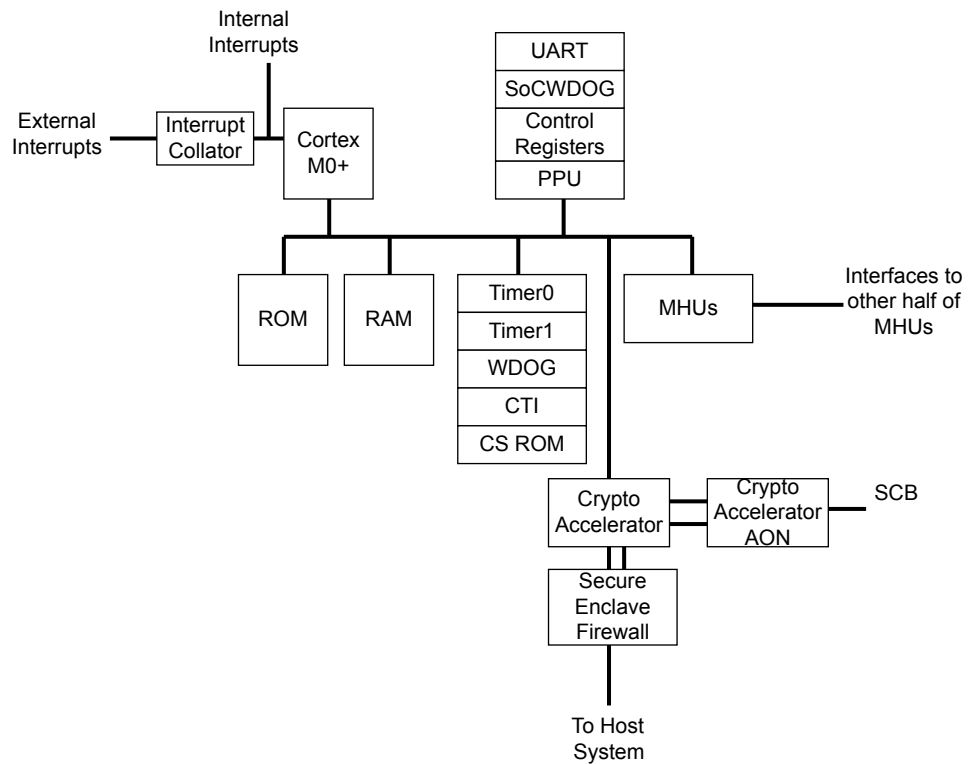 Internal
Interrupts
External
Interrupts
Interrupt
Collator
Cortex
M0+
UART
SoCWDOG
Control
Registers
PPU
ROM
RAM
Timer0
Timer1
WDOG
CTI
CS ROM
MHUs
Interfaces to
other half of
MHUs
Crypto
Accelerator
Crypto
Accelerator
AON
SCB
Secure
Enclave
Firewall
To Host
System